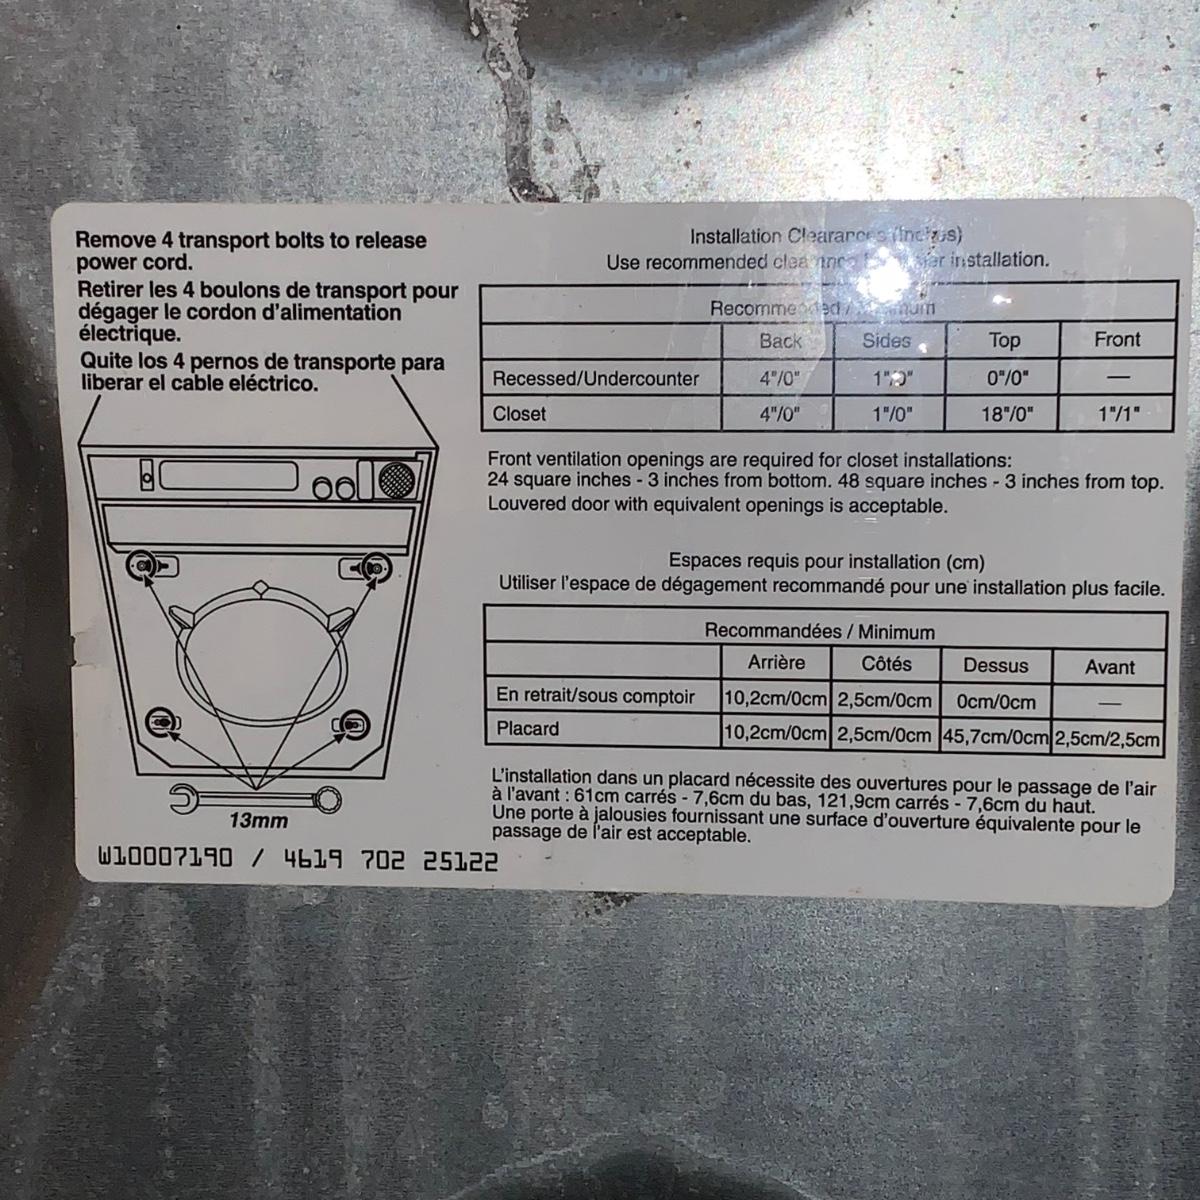 Remove 4 transport bolts to release
power cord.
Retirer les 4 boulons de transport pour
dégager le cordon d'alimentation
électrique.
Quite los 4 pernos de transporte para
liberar el cable eléctrico.
13mm
W10007190 / 4619 702 25122
Installation Clearances (Inches)
Use recommended clearance installation.
Recommended / Minimum
Back Sides Top Front
Recessed/Undercounter 4"/0" 1"/0" 0"/0" —
Closet 4"/0" 1"/0" 18"/0" 1"/1"
Front ventilation openings are required for closet installations:
24 square inches - 3 inches from bottom. 48 square inches - 3 inches from top.
Louvered door with equivalent openings is acceptable.
Espaces requis pour installation (cm)
Utiliser l'espace de dégagement recommandé pour une installation plus facile.
Recommandées / Minimum
Arrière Côtés Dessus Avant
En retrait/sous comptoir 10,2cm/0cm 2,5cm/0cm 0cm/0cm —
Placard 10,2cm/0cm 2,5cm/0cm 45,7cm/0cm 2,5cm/2,5cm
L'installation dans un placard nécessite des ouvertures pour le passage de l'air
à l'avant : 61cm carrés - 7,6cm du bas, 121,9cm carrés - 7,6cm du haut.
Une porte à jalousies fournissant une surface d'ouverture équivalente pour le
passage de l'air est acceptable.